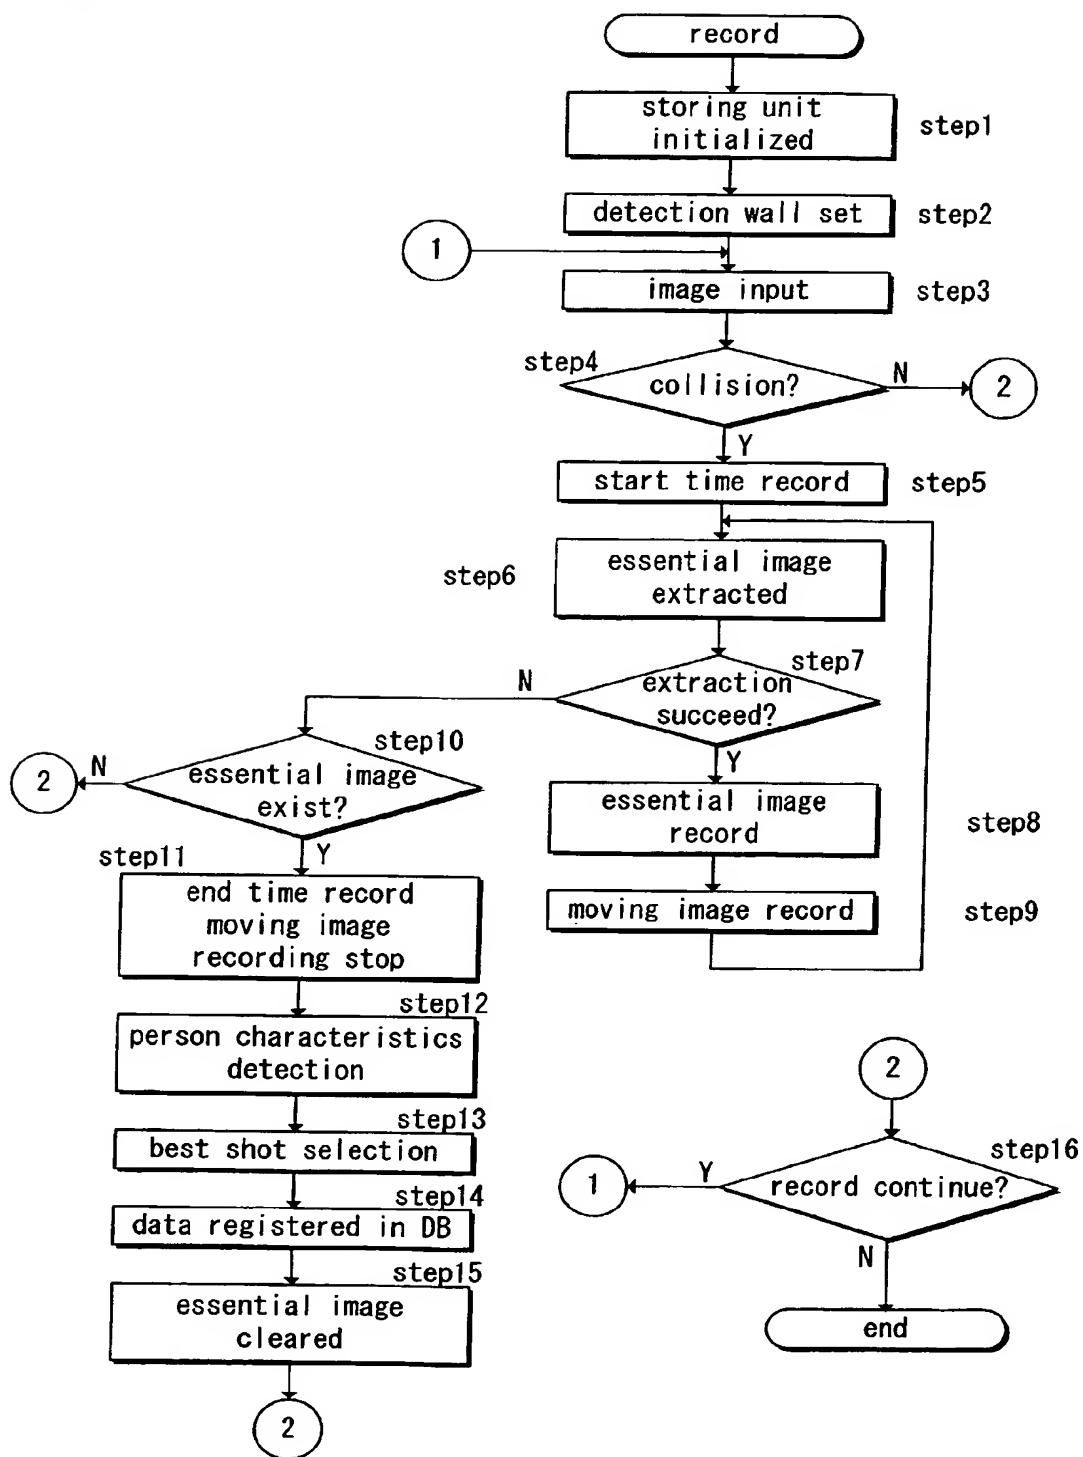 record
storing unit
initialized
step1
detection wall set
step2
1
image input
step3
step4
collision?
N
2
Y
start time record
step5
step6
essential image
extracted
step7
extraction
succeed?
N
Y
step10
essential image
exist?
N
2
Y
essential image
record
step8
moving image record
step9
step11
end time record
moving image
recording stop
step12
person characteristics
detection
step13
best shot selection
step14
data registered in DB
step15
essential image
cleared
2
2
step16
record continue?
Y
1
N
end